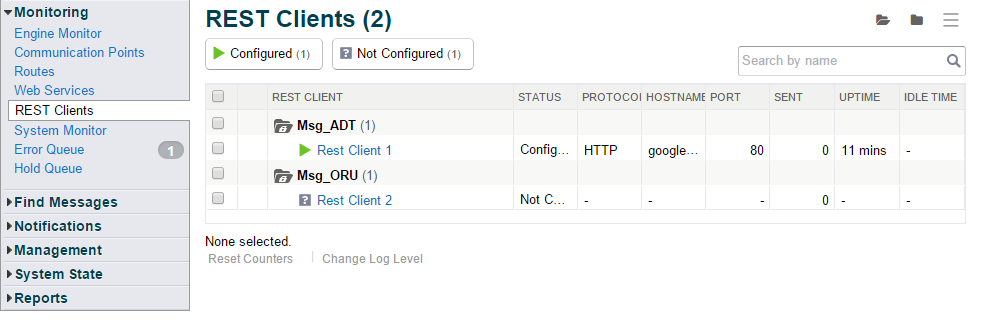 Monitoring
Engine Monitor
Communication Points
Routes
Web Services
REST Clients
System Monitor
Error Queue 1
Hold Queue
Find Messages
Notifications
Management
System State
Reports
REST Clients (2)
Configured (1) Not Configured (1)
Search by name
REST CLIENT STATUS PROTOCOL HOSTNAME PORT SENT UPTIME IDLE TIME
Msg_ADT (1)
Rest Client 1 Config... HTTP google... 80 0 11 mins -
Msg_ORU (1)
Rest Client 2 Not C... - - - 0 - -
None selected.
Reset Counters Change Log Level